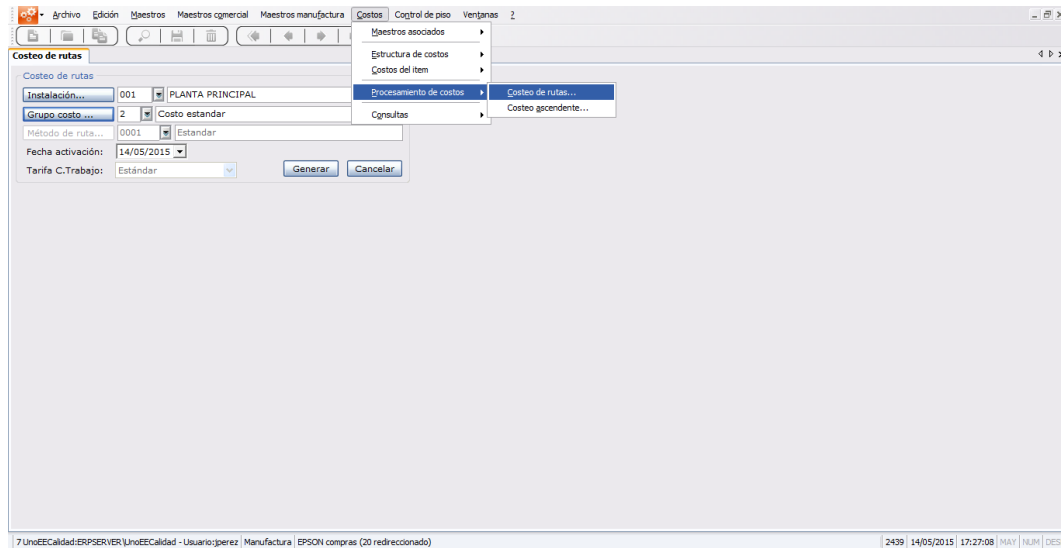 Archivo Edición Maestros Maestros comercial Maestros manufactura Costos Control de piso Ventanas ?
Maestros asociados
Costeo de rutas
Estructura de costos
Costos del item
Costeo de rutas
Instalación... 001 PLANTA PRINCIPAL
Procesamiento de costos Costeo de rutas...
Costeo ascendente...
Grupo costo ... 2 Costo estandar
Consultas
Método de ruta... 0001 Estandar
Fecha activación: 14/05/2015
Tarifa C.Trabajo: Estándar Generar Cancelar
7 UnoEECalidad:ERPSERVER\UnoEECalidad - Usuario:jperez Manufactura EPSON compras (20 redireccionado) 2439 14/05/2015 17:27:08 MAY NUM DES